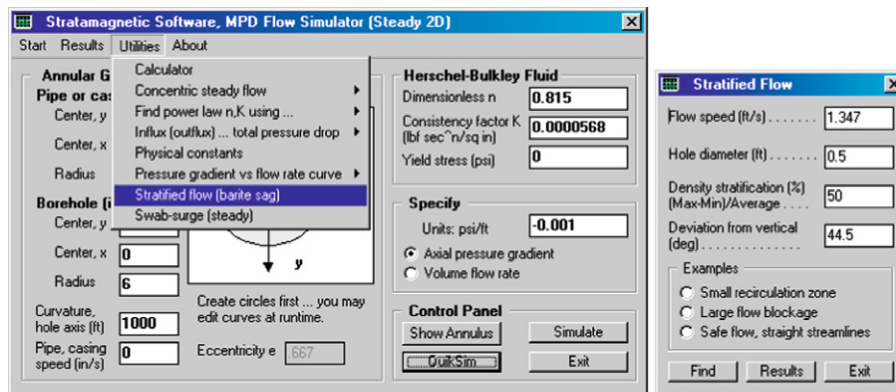 Stratamagnetic Software, MPD Flow Simulator (Steady 2D)
Start Results Utilities About
Calculator
Concentric steady flow
Find power law n,K using ...
Influx (outflux) ... total pressure drop
Physical constants
Pressure gradient vs flow rate curve
Stratified flow (barite sag)
Swab-surge (steady)
Annular G
Pipe or cas
Center, y
Center, x
Radius
Borehole (i
Center, y
Center, x 0
Radius 6
Curvature,
hole axis (ft) 1000
Pipe, casing
speed (in/s) 0
y
Create circles first ... you may
edit curves at runtime.
Eccentricity e .667
Herschel-Bulkley Fluid
Dimensionless n 0.815
Consistency factor K
(lbf sec^n/sq in) 0.0000568
Yield stress (psi) 0
Specify
Units: psi/ft -0.001
Axial pressure gradient
Volume flow rate
Control Panel
Show Annulus Simulate
QuikSim Exit
Stratified Flow
Flow speed (ft/s) . . . . . . . 1.347
Hole diameter (ft) . . . . . . . 0.5
Density stratification (%)
(Max-Min)/Average . . . . 50
Deviation from vertical
(deg) . . . . . . . . . . . . . . 44.5
Examples
Small recirculation zone
Large flow blockage
Safe flow, straight streamlines
Find Results Exit